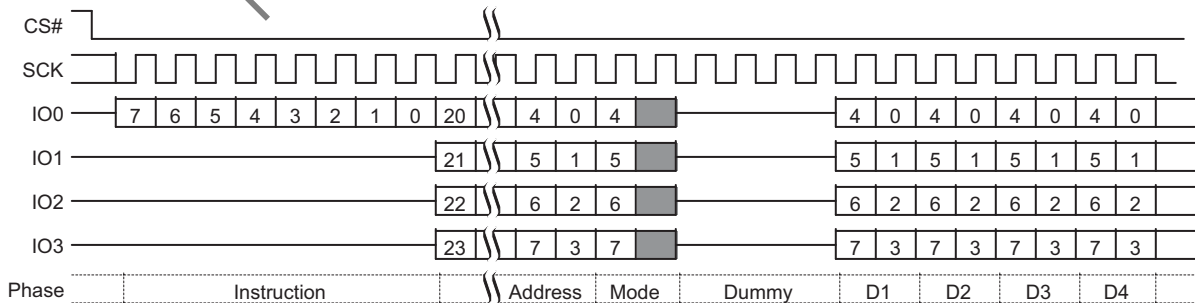 CS#
SCK
IO0 7 6 5 4 3 2 1 0 20 4 0 4 4 0 4 0 4 0 4 0
IO1 21 5 1 5 5 1 5 1 5 1 5 1
IO2 22 6 2 6 6 2 6 2 6 2 6 2
IO3 23 7 3 7 7 3 7 3 7 3 7 3
Phase Instruction Address Mode Dummy D1 D2 D3 D4